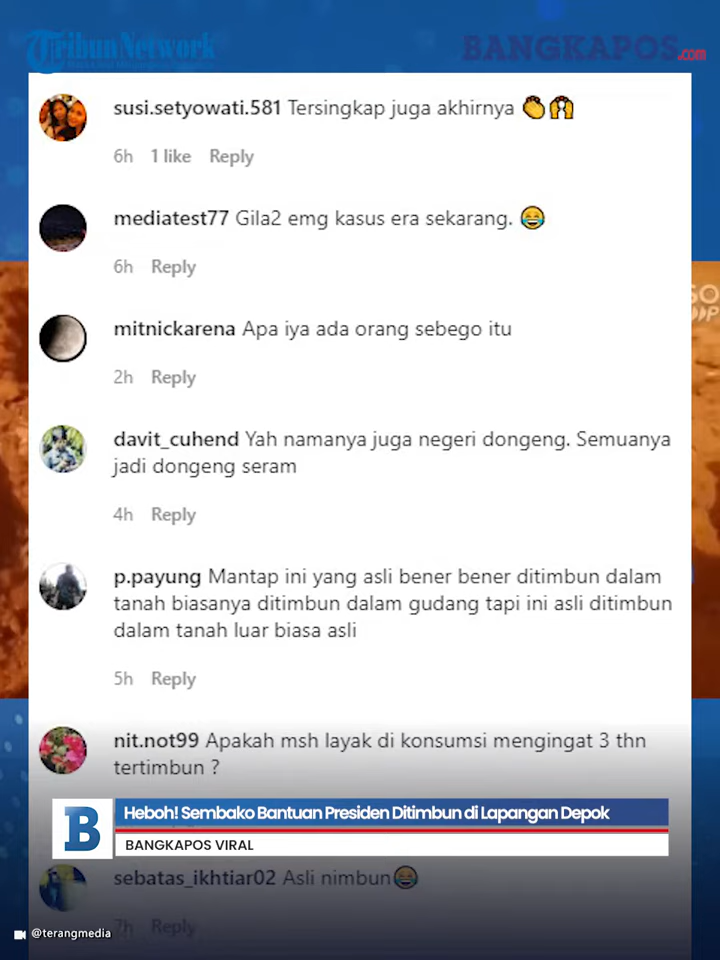 Tribun Network
BANGKAPOS.com
susi.setyowati.581 Tersingkap juga akhirnya 👏🙌
6h 1 like Reply
mediatest77 Gila2 emg kasus era sekarang. 😂
6h Reply
mitnickarena Apa iya ada orang sebego itu
2h Reply
davit_cuhend Yah namanya juga negeri dongeng. Semuanya
jadi dongeng seram
4h Reply
p.payung Mantap ini yang asli bener bener ditimbun dalam
tanah biasanya ditimbun dalam gudang tapi ini asli ditimbun
dalam tanah luar biasa asli
5h Reply
nit.not99 Apakah msh layak di konsumsi mengingat 3 thn
tertimbun ?
B
Heboh! Sembako Bantuan Presiden Ditimbun di Lapangan Depok
BANGKAPOS VIRAL
sebatas_ikhtiar02 Asli nimbun😂
7h Reply
@terangmedia